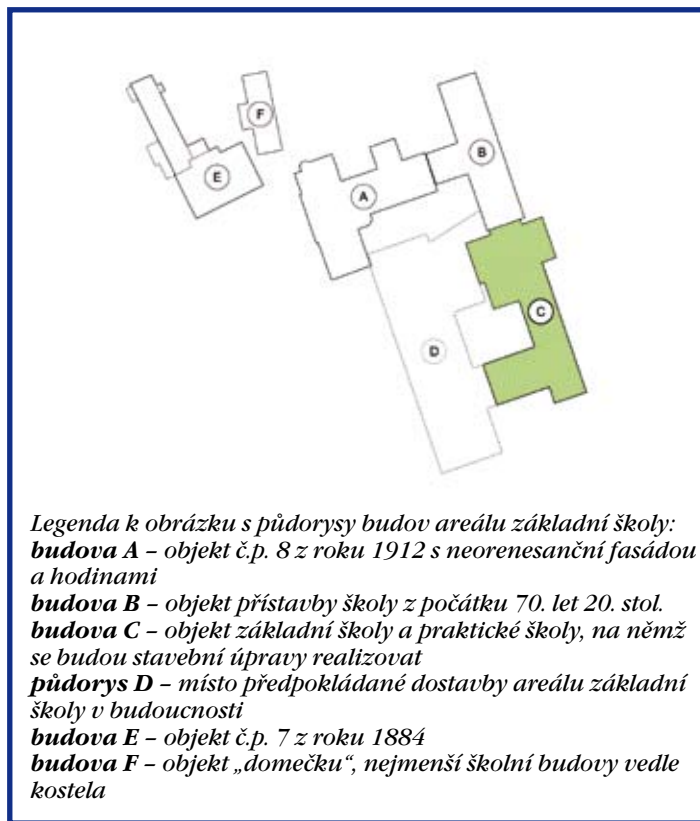 F
B
E
A
C
D
Legenda k obrázku s půdorysy budov areálu základní školy:
budova A – objekt č.p. 8 z roku 1912 s neorenesanční fasádou
a hodinami
budova B – objekt přístavby školy z počátku 70. let 20. stol.
budova C – objekt základní školy a praktické školy, na němž
se budou stavební úpravy realizovat
půdorys D – místo předpokládané dostavby areálu základní
školy v budoucnosti
budova E – objekt č.p. 7 z roku 1884
budova F – objekt „domečku“, nejmenší školní budovy vedle
kostela